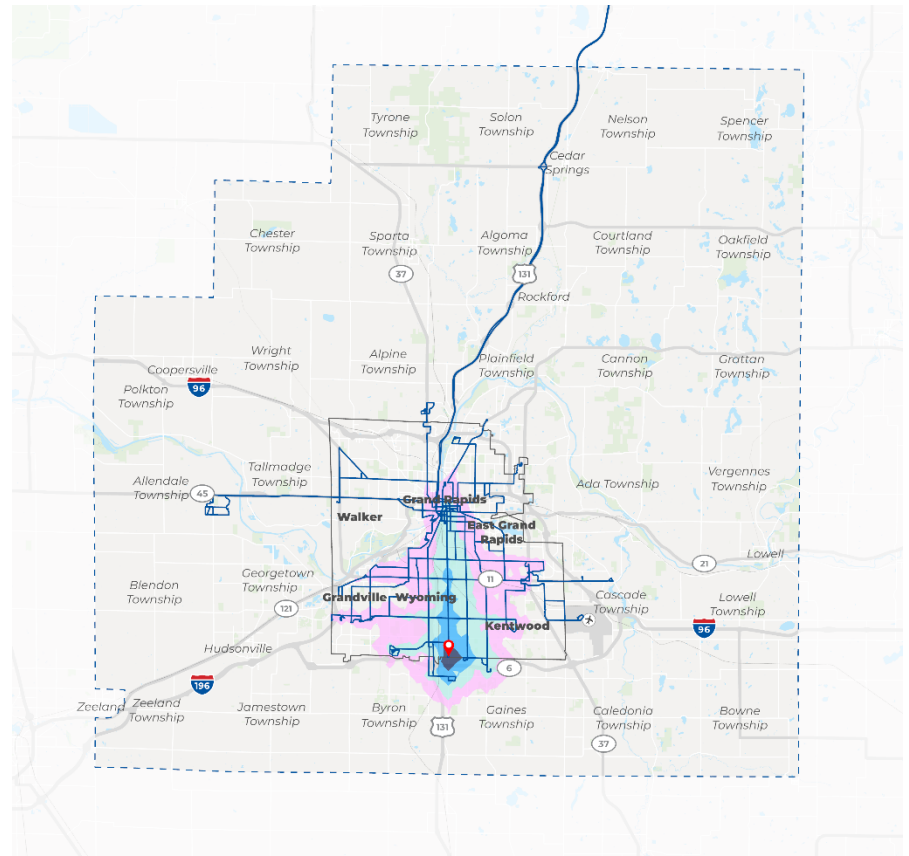 Tyrone
Township
Solon
Township
Nelson
Township
Spencer
Township
Cedar
Springs
Chester
Township
Sparta
Township
Algoma
Township
Courtland
Township
Oakfield
Township
37
131
Rockford
Wright
Township
Alpine
Township
Plainfield
Township
Cannon
Township
Grattan
Township
Coopersville
96
Polkton
Township
Allendale
Township
45
Tallmadge
Township
Grand Rapids
Walker
East Grand
Rapids
Ada Township
Vergennes
Township
Lowell
21
11
Blendon
Township
Georgetown
Township
121
Grandville
Wyoming
Kentwood
Cascade
Township
Lowell
Township
96
Hudsonville
6
196
Zeeland
Zeeland
Township
Jamestown
Township
Byron
Township
131
Gaines
Township
Caledonia
Township
37
Bowne
Township